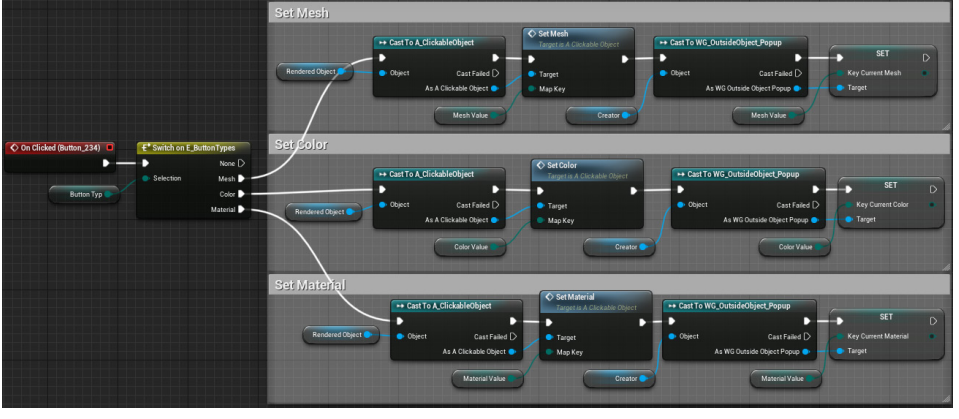 Set Mesh
Cast To A_ClickableObject
Set Mesh
Target is A Clickable Object
Cast To WG_OutsideObject_Popup
SET
Rendered Object
Object
Cast Failed
As A Clickable Object
Target
Map Key
Object
Cast Failed
As WG Outside Object Popup
Key Current Mesh
Target
Mesh Value
Creator
Mesh Value
On Clicked (Button_234)
Switch on E_ButtonTypes
None
Selection
Mesh
Color
Material
Button Typ
Set Color
Cast To A_ClickableObject
Set Color
Target is A Clickable Object
Cast To WG_OutsideObject_Popup
SET
Rendered Object
Object
Cast Failed
As A Clickable Object
Target
Map Key
Object
Cast Failed
As WG Outside Object Popup
Key Current Color
Target
Color Value
Creator
Color Value
Set Material
Cast To A_ClickableObject
Set Material
Target is A Clickable Object
Cast To WG_OutsideObject_Popup
SET
Rendered Object
Object
Cast Failed
As A Clickable Object
Target
Map Key
Object
Cast Failed
As WG Outside Object Popup
Key Current Material
Target
Material Value
Creator
Material Value